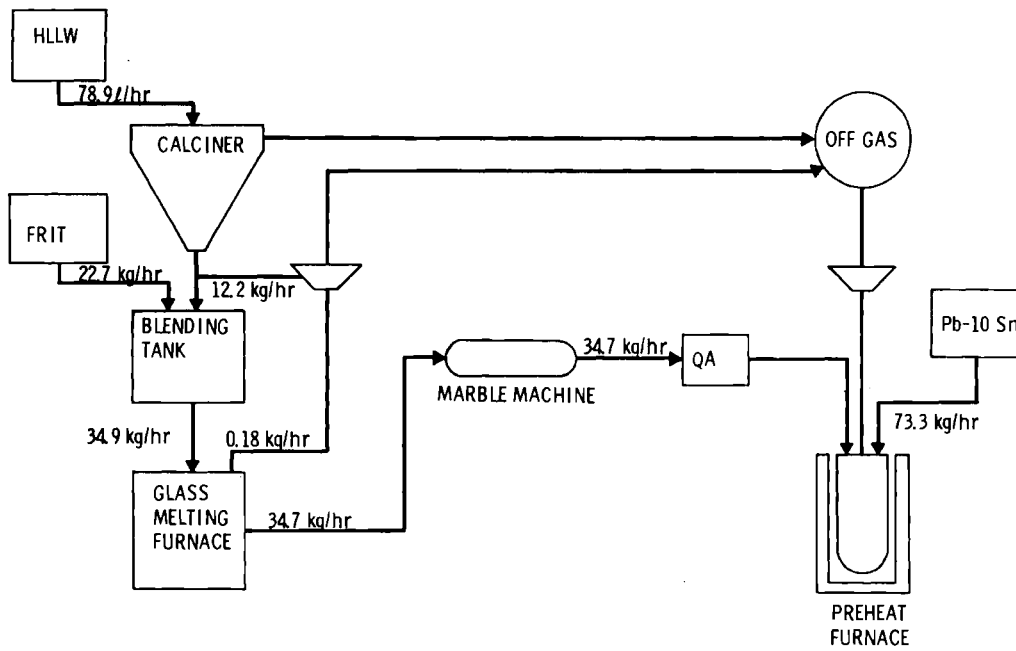 HLLW
78.9ℓ/hr
CALCINER
OFF GAS
FRIT
22.7 kg/hr
12.2 kg/hr
BLENDING
TANK
Pb-10 Sn
34.7 kg/hr
QA
MARBLE MACHINE
73.3 kg/hr
34.9 kg/hr
0.18 kg/hr
GLASS
MELTING
FURNACE
34.7 kg/hr
PREHEAT
FURNACE